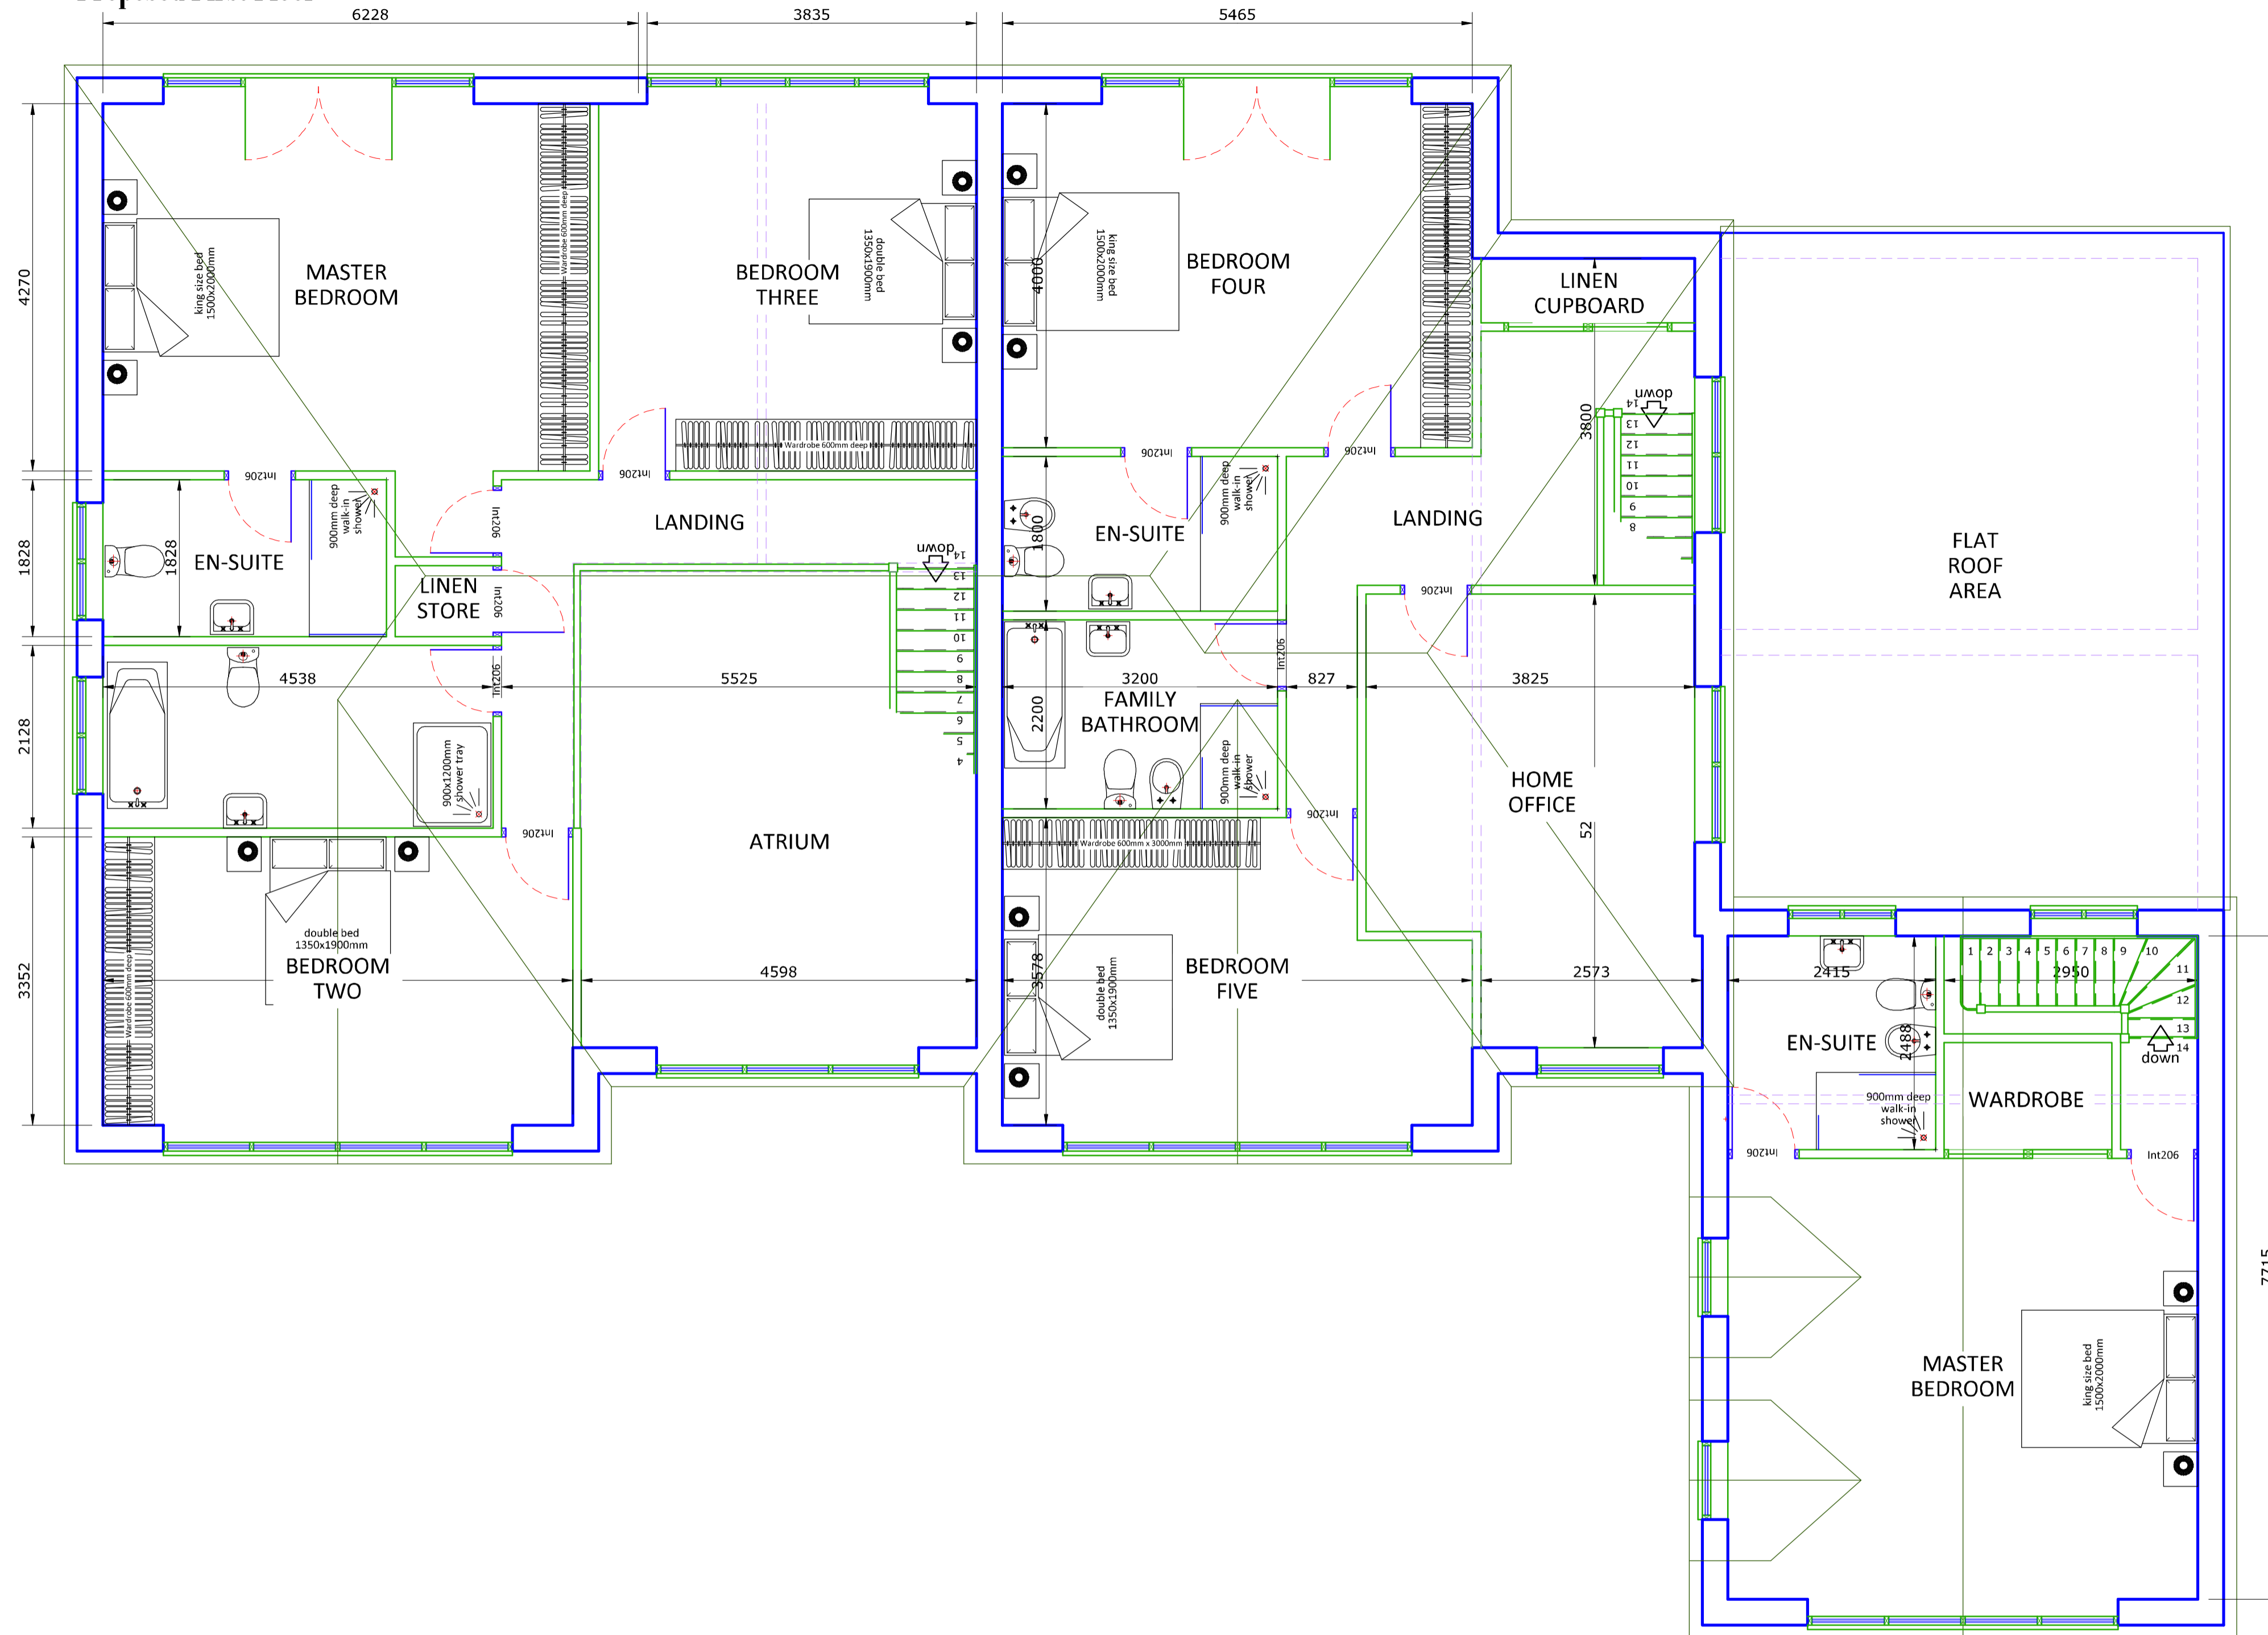 6228
3835
5465
4270
1828
2128
3352
MASTER
BEDROOM
king size bed
1500x2000mm
Wardrobe 600mm deep
BEDROOM
THREE
double bed
1350x1900mm
Wardrobe 600mm deep
4000
king size bed
1500x2000mm
BEDROOM
FOUR
LINEN
CUPBOARD
3800
down
14
13
12
11
10
9
8
Int206
Int206
Int206
Int206
Int206
EN-SUITE
1828
900mm deep
walk-in
shower
Int206
LANDING
LINEN
STORE
Int206
down
14
13
12
11
10
9
8
7
6
5
4
EN-SUITE
1800
900mm deep
walk-in
shower
LANDING
Int206
FLAT
ROOF
AREA
4538
Int206
5525
3200
Int206
827
3825
FAMILY
BATHROOM
2200
900mm deep
walk-in
shower
900x1200mm
shower tray
HOME
OFFICE
52
Int206
ATRIUM
Int206
Wardrobe 600mm x 3000mm
Wardrobe 600mm deep
double bed
1350x1900mm
BEDROOM
TWO
4598
3578
double bed
1350x1900mm
BEDROOM
FIVE
2573
2415
2950
1 2 3 4 5 6 7 8 9 10
11
12
13
14
down
EN-SUITE
2488
900mm deep
walk-in
shower
WARDROBE
Int206
Int206
7715
MASTER
BEDROOM
king size bed
1500x2000mm